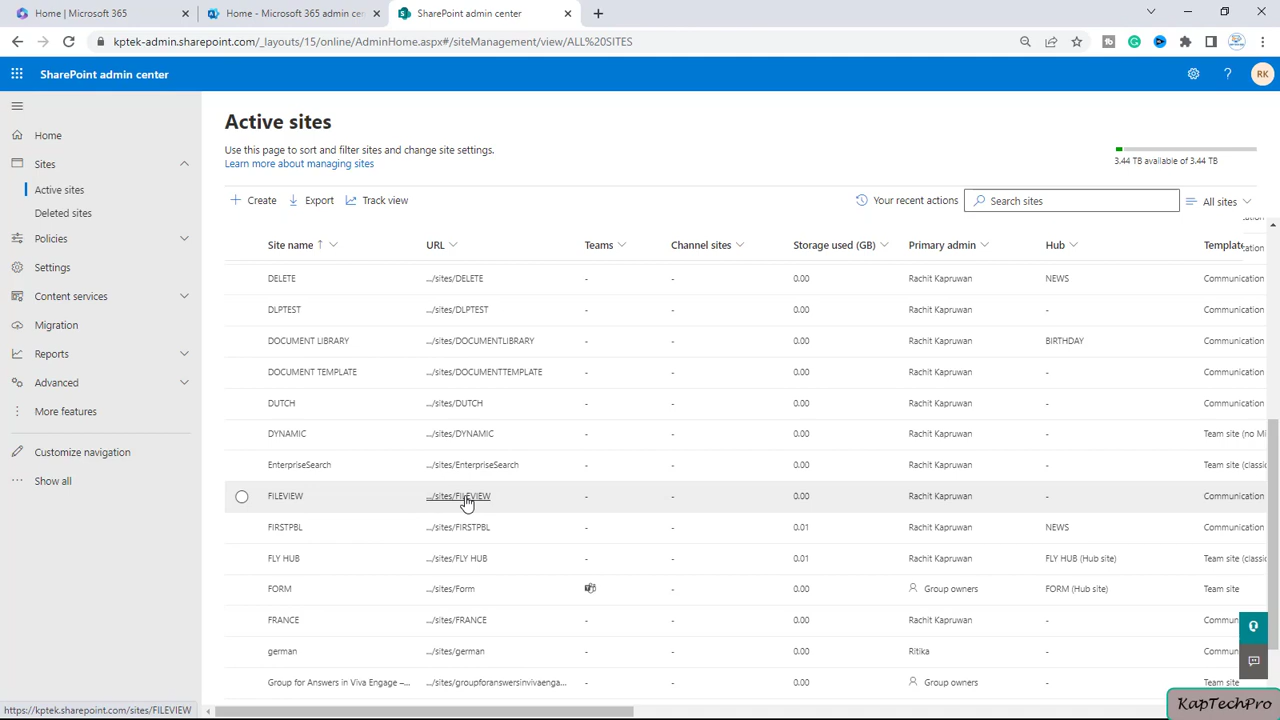 Home | Microsoft 365
Home - Microsoft 365 admin cen
SharePoint admin center
kptek-admin.sharepoint.com/_layouts/15/online/AdminHome.aspx#/siteManagement/view/ALL%20SITES
SharePoint admin center
RK
Home
Sites
Active sites
Deleted sites
Policies
Settings
Content services
Migration
Reports
Advanced
More features
Customize navigation
Show all
Active sites
Use this page to sort and filter sites and change site settings.
Learn more about managing sites
3.44 TB available of 3.44 TB
Create Export Track view Your recent actions Search sites All sites
Site name ↑ URL Teams Channel sites Storage used (GB) Primary admin Hub Template
DELETE .../sites/DELETE - - 0.00 Rachit Kapruwan NEWS Communication
DLPTEST .../sites/DLPTEST - - 0.00 Rachit Kapruwan - Communication
DOCUMENT LIBRARY .../sites/DOCUMENTLIBRARY - - 0.00 Rachit Kapruwan BIRTHDAY Communication
DOCUMENT TEMPLATE .../sites/DOCUMENTTEMPLATE - - 0.00 Rachit Kapruwan - Communication
DUTCH .../sites/DUTCH - - 0.00 Rachit Kapruwan - Communication
DYNAMIC .../sites/DYNAMIC - - 0.00 Rachit Kapruwan - Team site (no Mi
EnterpriseSearch .../sites/EnterpriseSearch - - 0.00 Rachit Kapruwan - Team site (classic
FILEVIEW .../sites/FILEVIEW - - 0.00 Rachit Kapruwan - Communication
FIRSTPBL .../sites/FIRSTPBL - - 0.01 Rachit Kapruwan NEWS Communication
FLY HUB .../sites/FLY HUB - - 0.01 Rachit Kapruwan FLY HUB (Hub site) Team site (classic
FORM .../sites/Form - 0.00 Group owners FORM (Hub site) Team site
FRANCE .../sites/FRANCE - - 0.00 Rachit Kapruwan - Commun
german .../sites/german - - 0.00 Ritika - Commun
Group for Answers in Viva Engage –... .../sites/groupforanswersinvivaenga... - - 0.00 Group owners - Team site
https://kptek.sharepoint.com/sites/FILEVIEW
KapTechPro